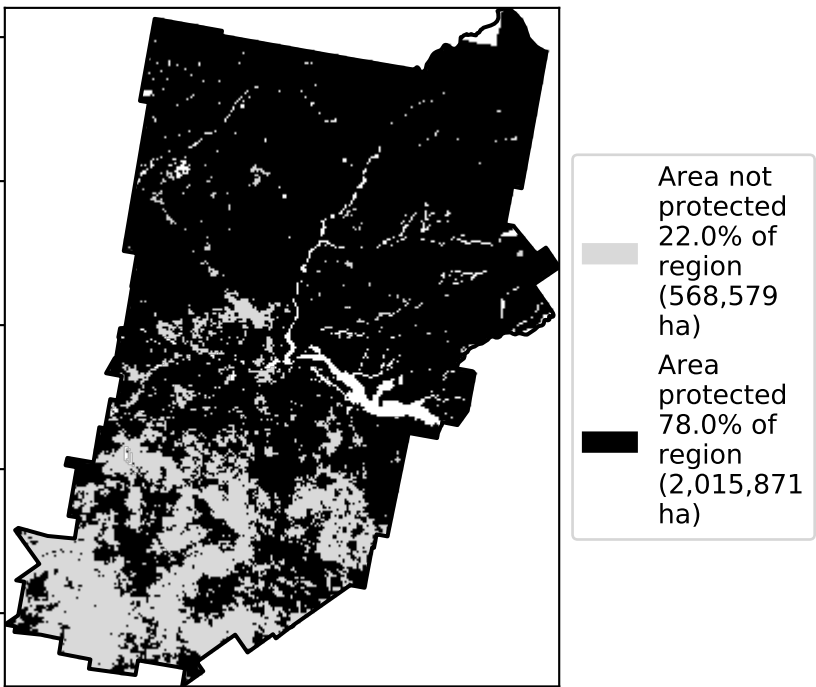 Area not
protected
22.0% of
region
(568,579
ha)
Area
protected
78.0% of
region
(2,015,871
ha)